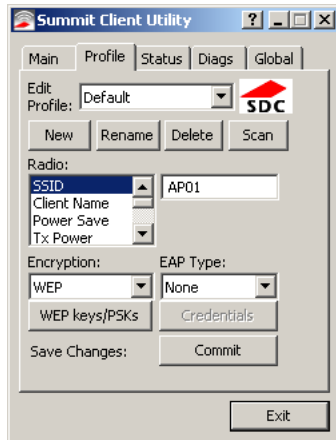 Summit Client Utility ?
Main Profile Status Diags Global
Edit
Profile: Default
SDC
New Rename Delete Scan
Radio:
SSID AP01
Client Name
Power Save
Tx Power
Encryption: EAP Type:
WEP None
WEP keys/PSKs Credentials
Save Changes: Commit
Exit